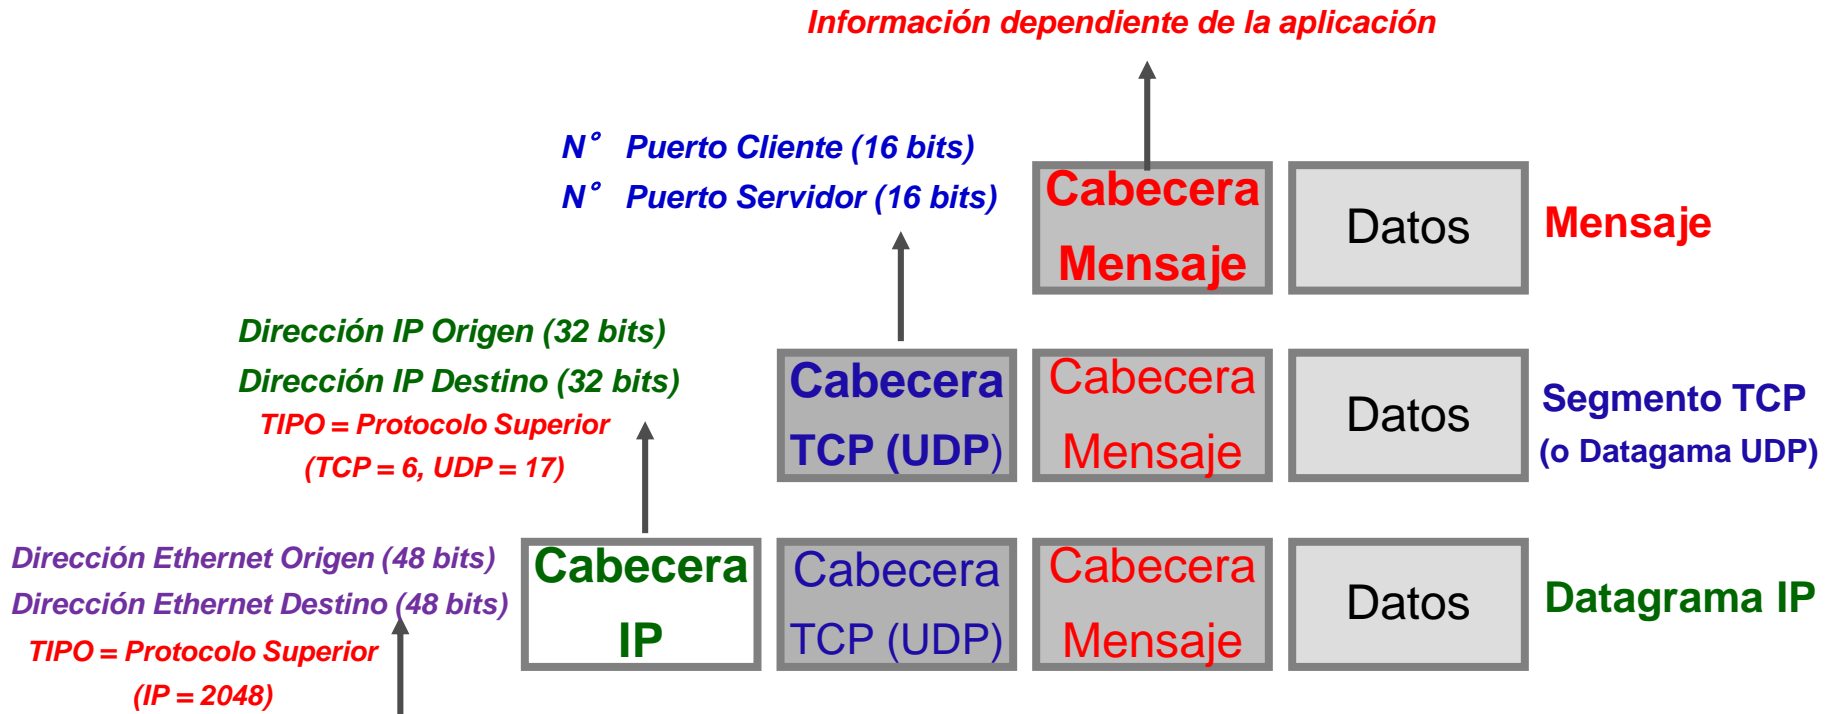 Información dependiente de la aplicación
N° Puerto Cliente (16 bits)
N° Puerto Servidor (16 bits)
Cabecera
Mensaje
Datos
Mensaje
Dirección IP Origen (32 bits)
Dirección IP Destino (32 bits)
TIPO = Protocolo Superior
(TCP = 6, UDP = 17)
Cabecera
TCP (UDP)
Cabecera
Mensaje
Datos
Segmento TCP
(o Datagama UDP)
Dirección Ethernet Origen (48 bits)
Dirección Ethernet Destino (48 bits)
TIPO = Protocolo Superior
(IP = 2048)
Cabecera
IP
Cabecera
TCP (UDP)
Cabecera
Mensaje
Datos
Datagrama IP